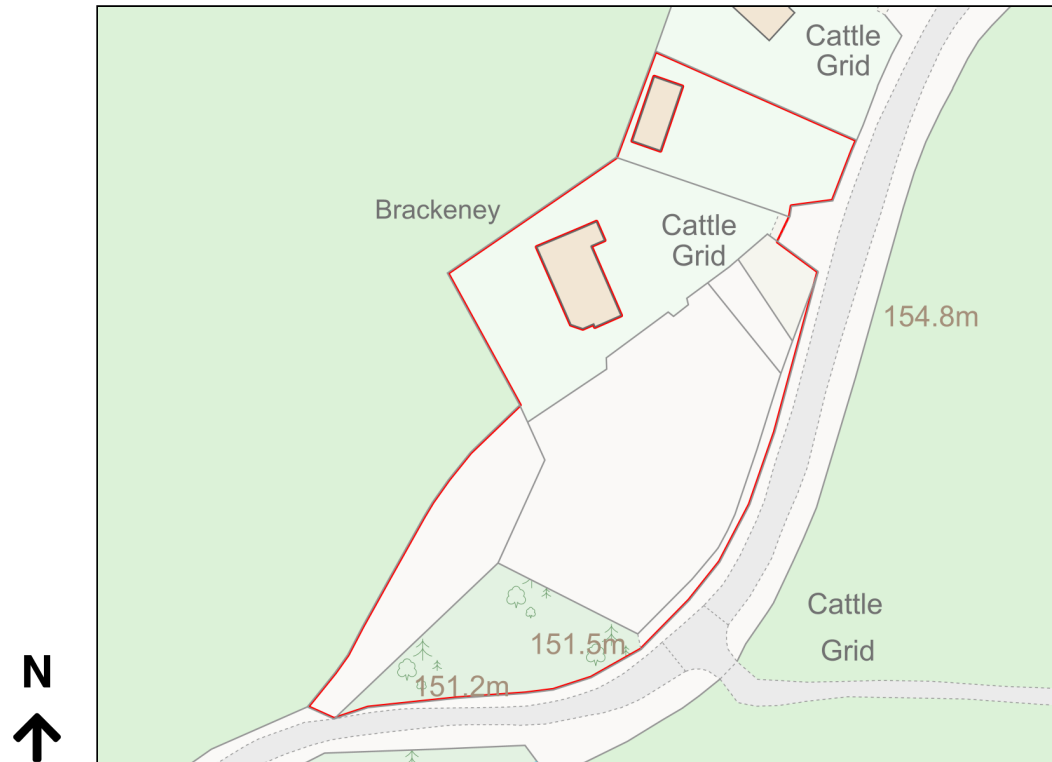 Cattle
Grid
Brackeney
Cattle
Grid
154.8m
Cattle
Grid
151.5m
151.2m
N